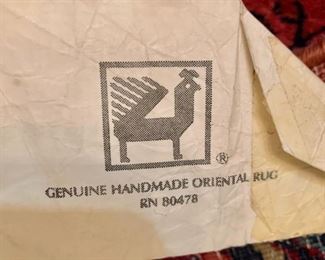 ®
GENUINE HANDMADE ORIENTAL RUG
RN 80478